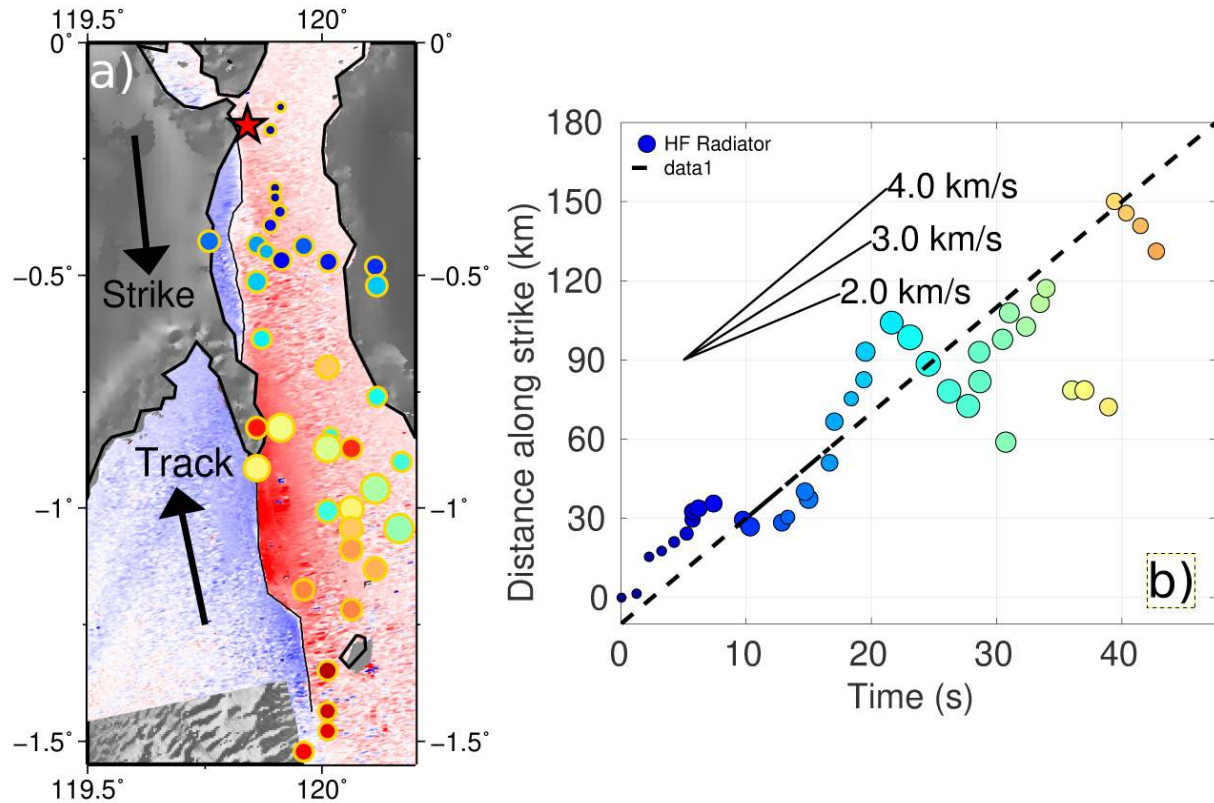 119.5° 120°
0° 0°
a)
Strike
−0.5° −0.5°
Track
−1° −1°
−1.5° −1.5°
119.5° 120°
180
150
120
90
60
30
0
Distance along strike (km)
HF Radiator
data1
4.0 km/s
3.0 km/s
2.0 km/s
b)
0 10 20 30 40
Time (s)